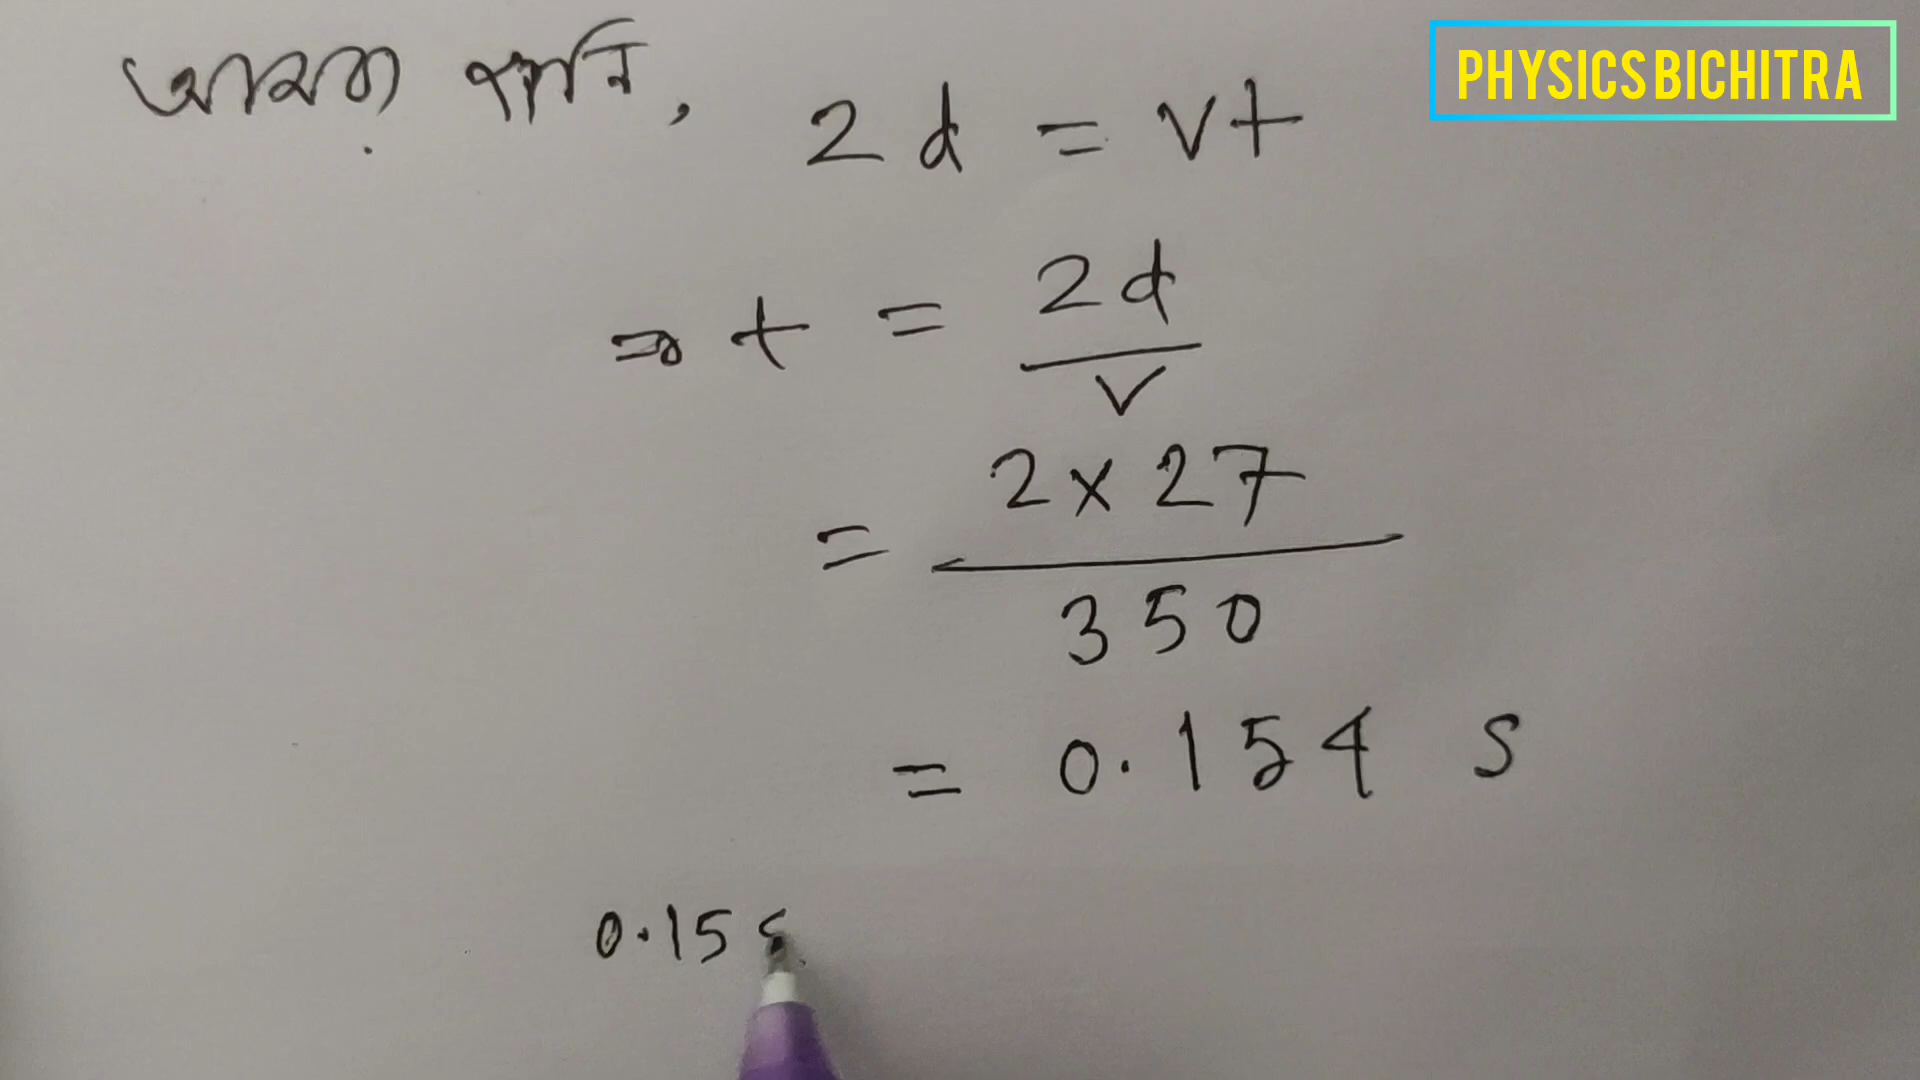 PHYSICS BICHITRA
আমরা জানি, 2d = vt
⇒ t = 2d / v
= 2 × 27 / 350
= 0.154 s
0.15